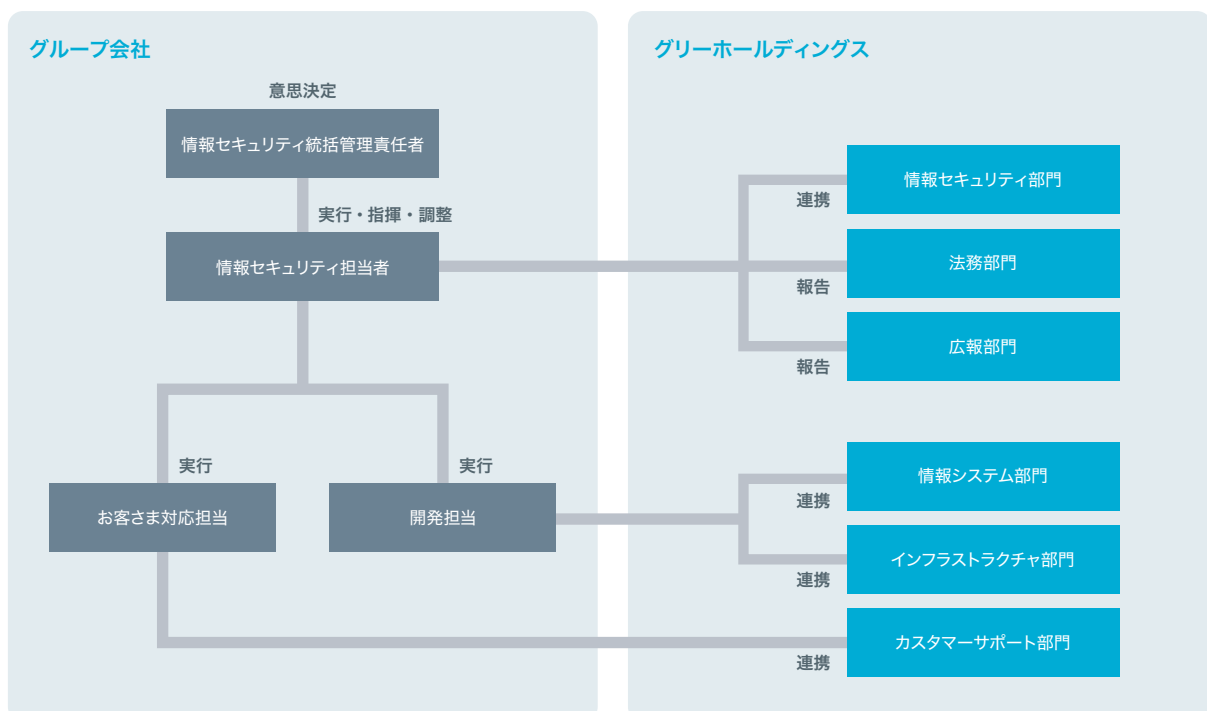 グループ会社
意思決定
情報セキュリティ統括管理責任者
実行・指揮・調整
情報セキュリティ担当者
実行
お客さま対応担当
実行
開発担当
グリーホールディングス
連携
情報セキュリティ部門
報告
法務部門
報告
広報部門
連携
情報システム部門
連携
インフラストラクチャ部門
連携
カスタマーサポート部門